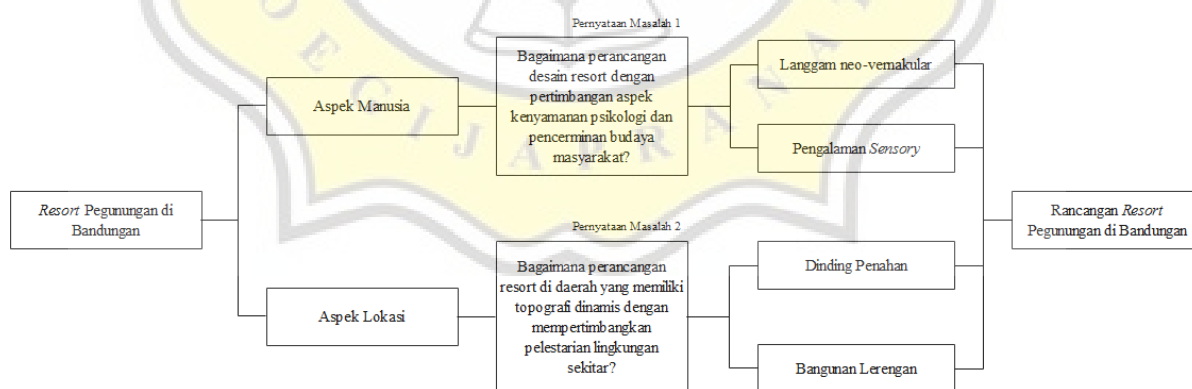 Pernyataan Masalah 1
Bagaimana perancangan
desain resort dengan
pertimbangan aspek
kenyamanan psikologi dan
pencerminan budaya
masyarakat?
Langgam neo-vernakular
Aspek Manusia
Pengalaman Sensory
Resort Pegunungan di
Bandungan
Pernyataan Masalah 2
Bagaimana perancangan
resort di daerah yang memiliki
topografi dinamis dengan
mempertimbangkan
pelestarian lingkungan
sekitar?
Dinding Penahan
Aspek Lokasi
Bangunan Lerengan
Rancangan Resort
Pegunungan di Bandungan
O E G I J A P R A N A